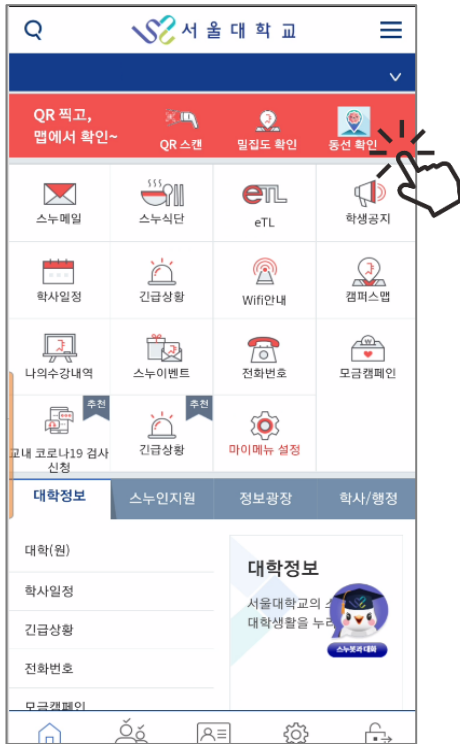 서울대학교
QR 찍고,
맵에서 확인~
QR 스캔
밀집도 확인
동선 확인
스누메일
스누식단
eTL
eTL
학생공지
학사일정
긴급상황
Wifi안내
캠퍼스맵
나의수강내역
스누이벤트
전화번호
모금캠페인
추천
추천
교내 코로나19 검사
신청
긴급상황
마이메뉴 설정
대학정보
스누인지원
정보광장
학사/행정
대학(원)
학사일정
긴급상황
전화번호
모금캠페인
대학정보
서울대학교의 스
대학생활을 누리
스누봇과 대화